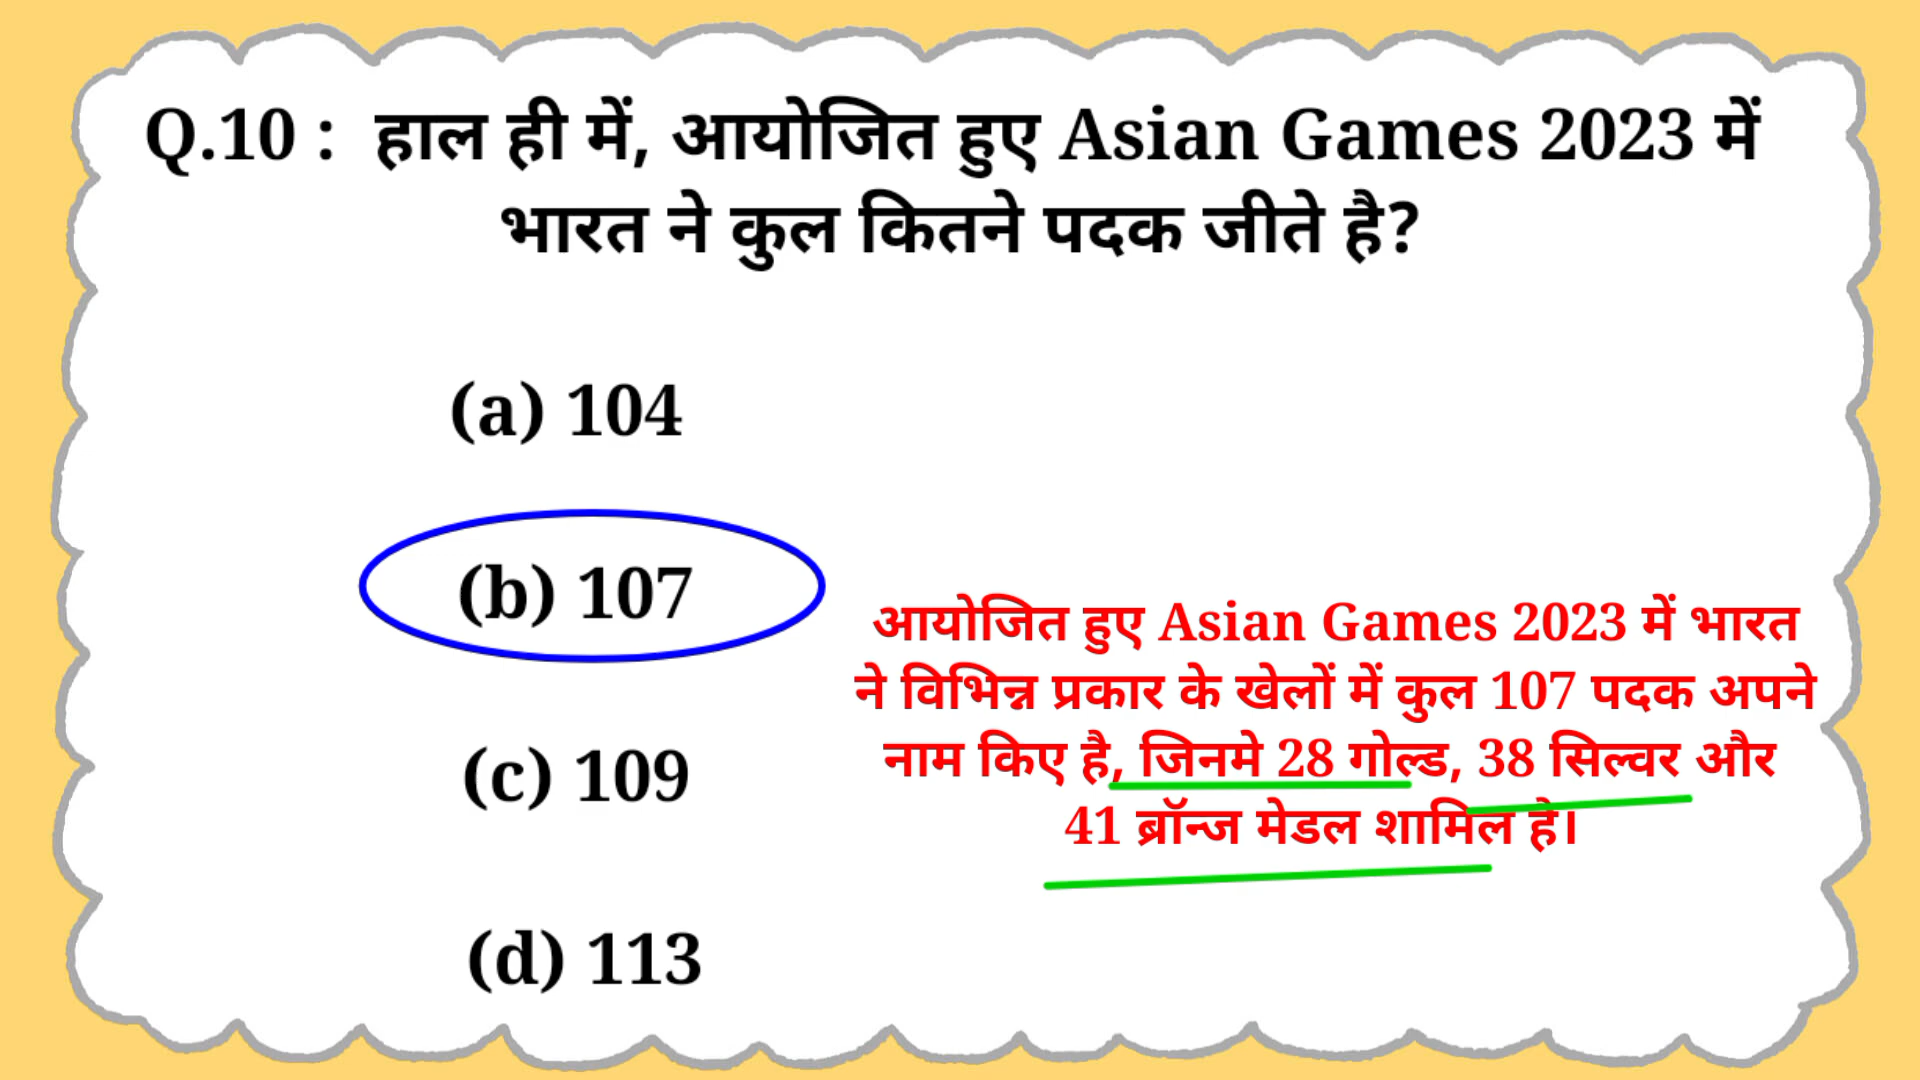 Q.10 : हाल ही में, आयोजित हुए Asian Games 2023 में
भारत ने कुल कितने पदक जीते है?
(a) 104
(b) 107
(c) 109
(d) 113
आयोजित हुए Asian Games 2023 में भारत
ने विभिन्न प्रकार के खेलों में कुल 107 पदक अपने
नाम किए है, जिनमे 28 गोल्ड, 38 सिल्वर और
41 ब्रॉन्ज मेडल शामिल है।